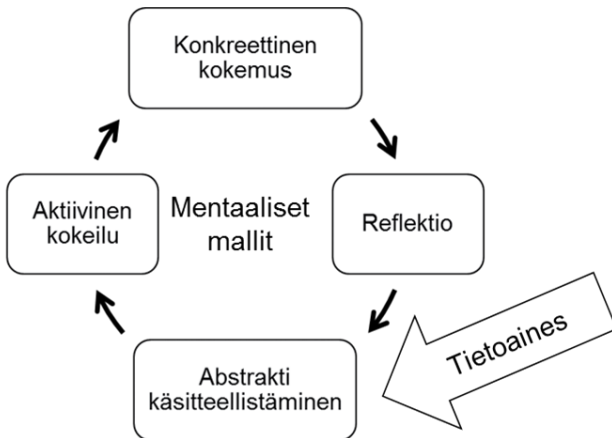 Konkreettinen
kokemus
Aktiivinen
kokeilu
Mentaaliset
mallit
Reflektio
Tietoaines
Abstrakti
käsitteellistäminen